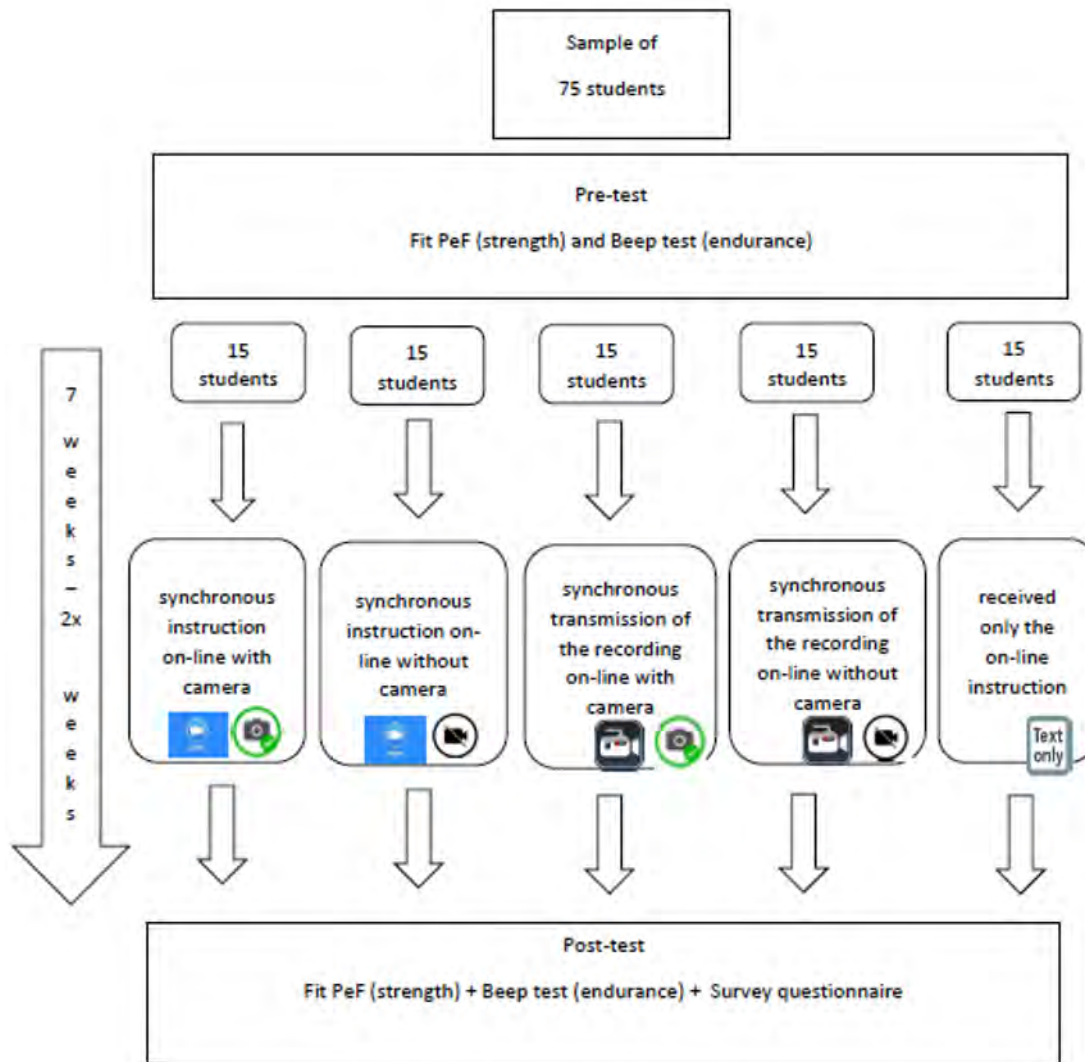 Sample of
75 students
Pre-test
Fit PeF (strength) and Beep test (endurance)
15
students
15
students
15
students
15
students
15
students
7
w
e
e
k
s
–
2x
w
e
e
k
s
synchronous
instruction
on-line with
camera
synchronous
instruction on-
line without
camera
synchronous
transmission of
the recording
on-line with
camera
synchronous
transmission of
the recording
on-line without
camera
received
only the
on-line
instruction
Text
only
Post-test
Fit PeF (strength) + Beep test (endurance) + Survey questionnaire